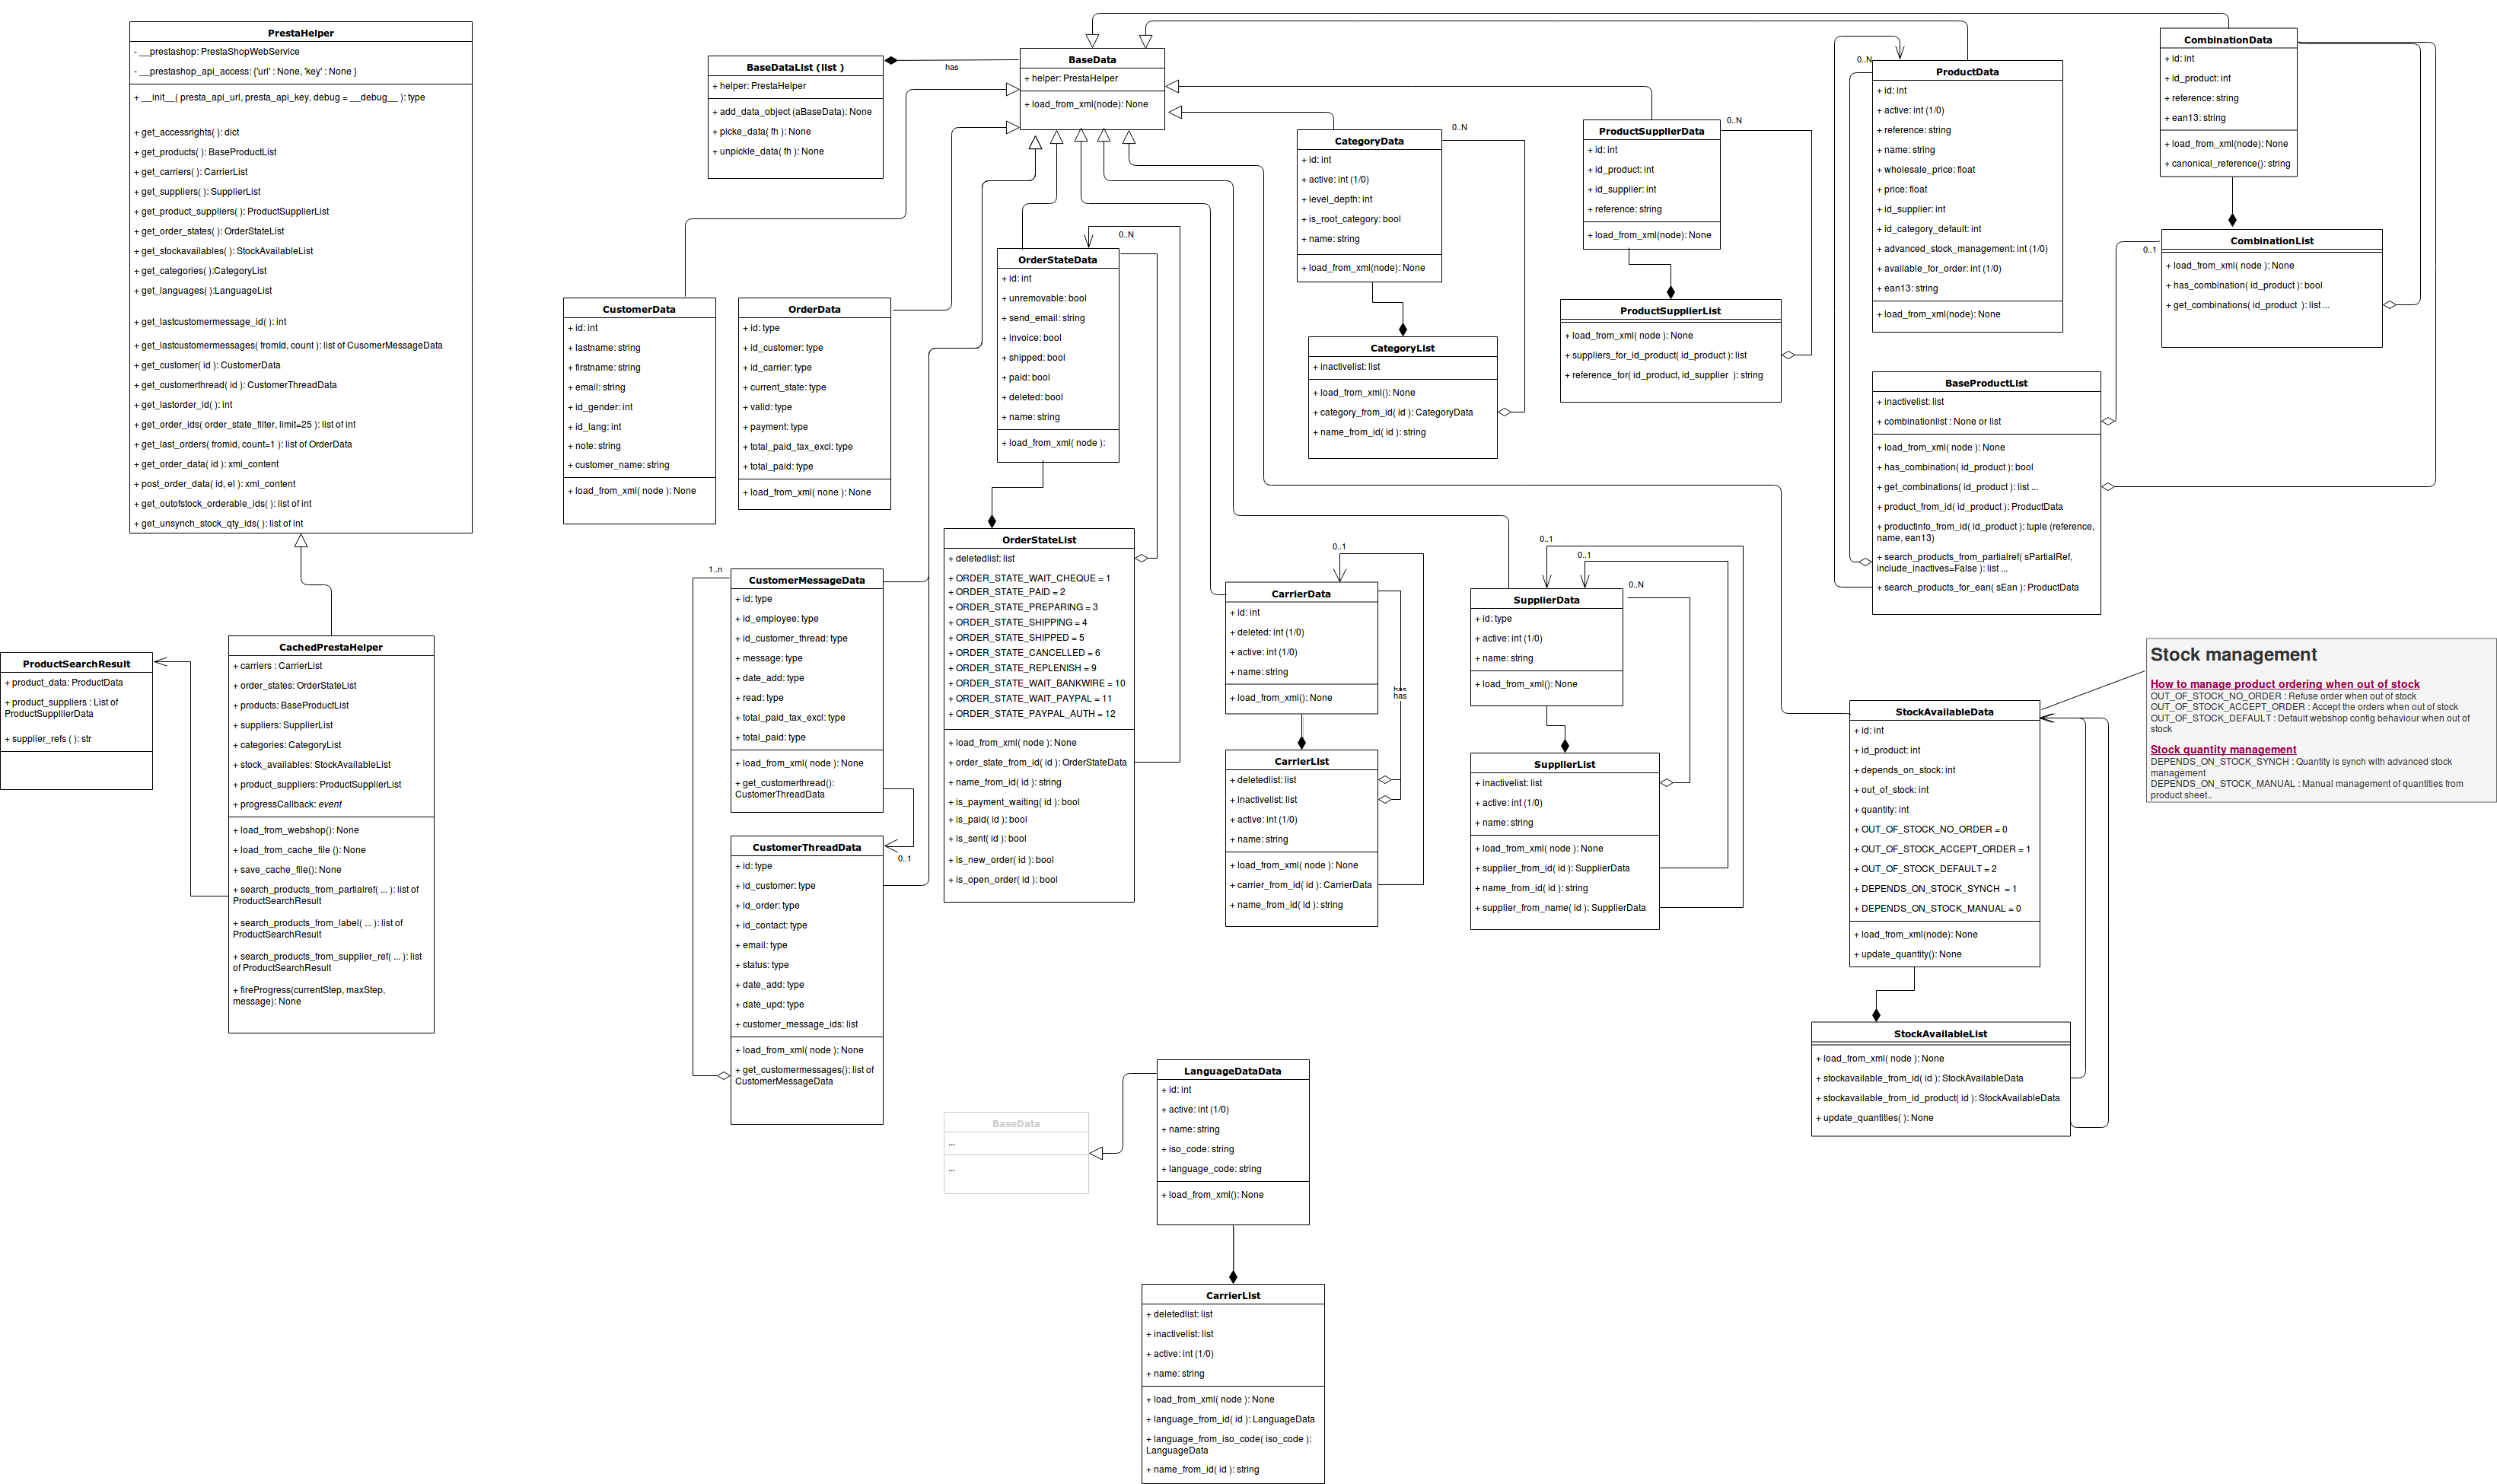 PrestaHelper
- __prestashop: PrestaShopWebService
- __prestashop_api_access: {'url' : None, 'key' : None }
+ __init__( presta_api_url, presta_api_key, debug = __debug__ ): type
+ get_accessrights( ): dict
+ get_products( ): BaseProductList
+ get_carriers( ): CarrierList
+ get_suppliers( ): SupplierList
+ get_product_suppliers( ): ProductSupplierList
+ get_order_states( ): OrderStateList
+ get_stockavailables( ): StockAvailableList
+ get_categories( ):CategoryList
+ get_languages( ):LanguageList
+ get_lastcustomermessage_id( ): int
+ get_lastcustomermessages( fromId, count ): list of CusomerMessageData
+ get_customer( id ): CustomerData
+ get_customerthread( id ): CustomerThreadData
+ get_lastorder_id( ): int
+ get_order_ids( order_state_filter, limit=25 ): list of int
+ get_last_orders( fromid, count=1 ): list of OrderData
+ get_order_data( id ): xml_content
+ post_order_data( id, el ): xml_content
+ get_outofstock_orderable_ids( ): list of int
+ get_unsynch_stock_qty_ids( ): list of int
CachedPrestaHelper
+ carriers : CarrierList
+ order_states: OrderStateList
+ products: BaseProductList
+ suppliers: SupplierList
+ categories: CategoryList
+ stock_availables: StockAvailableList
+ product_suppliers: ProductSupplierList
+ progressCallback: event
+ load_from_webshop(): None
+ load_from_cache_file (): None
+ save_cache_file(): None
+ search_products_from_partialref( ... ): list of
ProductSearchResult
+ search_products_from_label( ... ): list of
ProductSearchResult
+ search_products_from_supplier_ref( ... ): list
of ProductSearchResult
+ fireProgress(currentStep, maxStep,
message): None
ProductSearchResult
+ product_data: ProductData
+ product_suppliers : List of
ProductSuppllierData
+ supplier_refs ( ): str
BaseDataList (list )
+ helper: PrestaHelper
+ add_data_object (aBaseData): None
+ picke_data( fh ): None
+ unpickle_data( fh ): None
has
BaseData
+ helper: PrestaHelper
+ load_from_xml(node): None
CustomerData
+ id: int
+ lastname: string
+ firstname: string
+ email: string
+ id_gender: int
+ id_lang: int
+ note: string
+ customer_name: string
+ load_from_xml( node ): None
OrderData
+ id: type
+ id_customer: type
+ id_carrier: type
+ current_state: type
+ valid: type
+ payment: type
+ total_paid_tax_excl: type
+ total_paid: type
+ load_from_xml( none ): None
OrderStateData
0..N
+ id: int
+ unremovable: bool
+ send_email: string
+ invoice: bool
+ shipped: bool
+ paid: bool
+ deleted: bool
+ name: string
+ load_from_xml( node ):
OrderStateList
+ deletedlist: list
+ ORDER_STATE_WAIT_CHEQUE = 1
+ ORDER_STATE_PAID = 2
+ ORDER_STATE_PREPARING = 3
+ ORDER_STATE_SHIPPING = 4
+ ORDER_STATE_SHIPPED = 5
+ ORDER_STATE_CANCELLED = 6
+ ORDER_STATE_REPLENISH = 9
+ ORDER_STATE_WAIT_BANKWIRE = 10
+ ORDER_STATE_WAIT_PAYPAL = 11
+ ORDER_STATE_PAYPAL_AUTH = 12
+ load_from_xml( node ): None
+ order_state_from_id( id ): OrderStateData
+ name_from_id( id ): string
+ is_payment_waiting( id ): bool
+ is_paid( id ): bool
+ is_sent( id ): bool
+ is_new_order( id ): bool
+ is_open_order( id ): bool
1..n
CustomerMessageData
+ id: type
+ id_employee: type
+ id_customer_thread: type
+ message: type
+ date_add: type
+ read: type
+ total_paid_tax_excl: type
+ total_paid: type
+ load_from_xml( node ): None
+ get_customerthread():
CustomerThreadData
0..1
CustomerThreadData
+ id: type
+ id_customer: type
+ id_order: type
+ id_contact: type
+ email: type
+ status: type
+ date_add: type
+ date_upd: type
+ customer_message_ids: list
+ load_from_xml( node ): None
+ get_customermessages(): list of
CustomerMessageData
CategoryData
0..N
+ id: int
+ active: int (1/0)
+ level_depth: int
+ is_root_category: bool
+ name: string
+ load_from_xml(node): None
CategoryList
+ inactivelist: list
+ load_from_xml(): None
+ category_from_id( id ): CategoryData
+ name_from_id( id ): string
ProductSupplierData
0..N
+ id: int
+ id_product: int
+ id_supplier: int
+ reference: string
+ load_from_xml(node): None
ProductSupplierList
+ load_from_xml( node ): None
+ suppliers_for_id_product( id_product ): list
+ reference_for( id_product, id_supplier ): string
0..N
ProductData
+ id: int
+ active: int (1/0)
+ reference: string
+ name: string
+ wholesale_price: float
+ price: float
+ id_supplier: int
+ id_category_default: int
+ advanced_stock_management: int (1/0)
+ available_for_order: int (1/0)
+ ean13: string
+ load_from_xml(node): None
CombinationData
+ id: int
+ id_product: int
+ reference: string
+ ean13: string
+ load_from_xml(node): None
+ canonical_reference(): string
0..1
CombinationList
+ load_from_xml( node ): None
+ has_combination( id_product ): bool
+ get_combinations( id_product ): list ...
BaseProductList
+ inactivelist: list
+ combinationlist : None or list
+ load_from_xml( node ): None
+ has_combination( id_product ): bool
+ get_combinations( id_product ): list ...
+ product_from_id( id_product ): ProductData
+ productinfo_from_id( id_product ): tuple (reference,
name, ean13)
+ search_products_from_partialref( sPartialRef,
include_inactives=False ): list ...
+ search_products_for_ean( sEan ): ProductData
0..1
CarrierData
+ id: int
+ deleted: int (1/0)
+ active: int (1/0)
+ name: string
+ load_from_xml(): None
has
has
CarrierList
+ deletedlist: list
+ inactivelist: list
+ active: int (1/0)
+ name: string
+ load_from_xml( node ): None
+ carrier_from_id( id ): CarrierData
+ name_from_id( id ): string
0..1
0..1
0..N
SupplierData
+ id: type
+ active: int (1/0)
+ name: string
+ load_from_xml(): None
SupplierList
+ inactivelist: list
+ active: int (1/0)
+ name: string
+ load_from_xml( node ): None
+ supplier_from_id( id ): SupplierData
+ name_from_id( id ): string
+ supplier_from_name( id ): SupplierData
StockAvailableData
+ id: int
+ id_product: int
+ depends_on_stock: int
+ out_of_stock: int
+ quantity: int
+ OUT_OF_STOCK_NO_ORDER = 0
+ OUT_OF_STOCK_ACCEPT_ORDER = 1
+ OUT_OF_STOCK_DEFAULT = 2
+ DEPENDS_ON_STOCK_SYNCH = 1
+ DEPENDS_ON_STOCK_MANUAL = 0
+ load_from_xml(node): None
+ update_quantity(): None
StockAvailableList
+ load_from_xml( node ): None
+ stockavailable_from_id( id ): StockAvailableData
+ stockavailable_from_id_product( id ): StockAvailableData
+ update_quantities( ): None
Stock management
How to manage product ordering when out of stock
OUT_OF_STOCK_NO_ORDER : Refuse order when out of stock
OUT_OF_STOCK_ACCEPT_ORDER : Accept the orders when out of stock
OUT_OF_STOCK_DEFAULT : Default webshop config behaviour when out of
stock
Stock quantity management
DEPENDS_ON_STOCK_SYNCH : Quantity is synch with advanced stock
management
DEPENDS_ON_STOCK_MANUAL : Manual management of quantities from
product sheet..
BaseData
...
...
LanguageDataData
+ id: int
+ active: int (1/0)
+ name: string
+ iso_code: string
+ language_code: string
+ load_from_xml(): None
CarrierList
+ deletedlist: list
+ inactivelist: list
+ active: int (1/0)
+ name: string
+ load_from_xml( node ): None
+ language_from_id( id ): LanguageData
+ language_from_iso_code( iso_code ):
LanguageData
+ name_from_id( id ): string